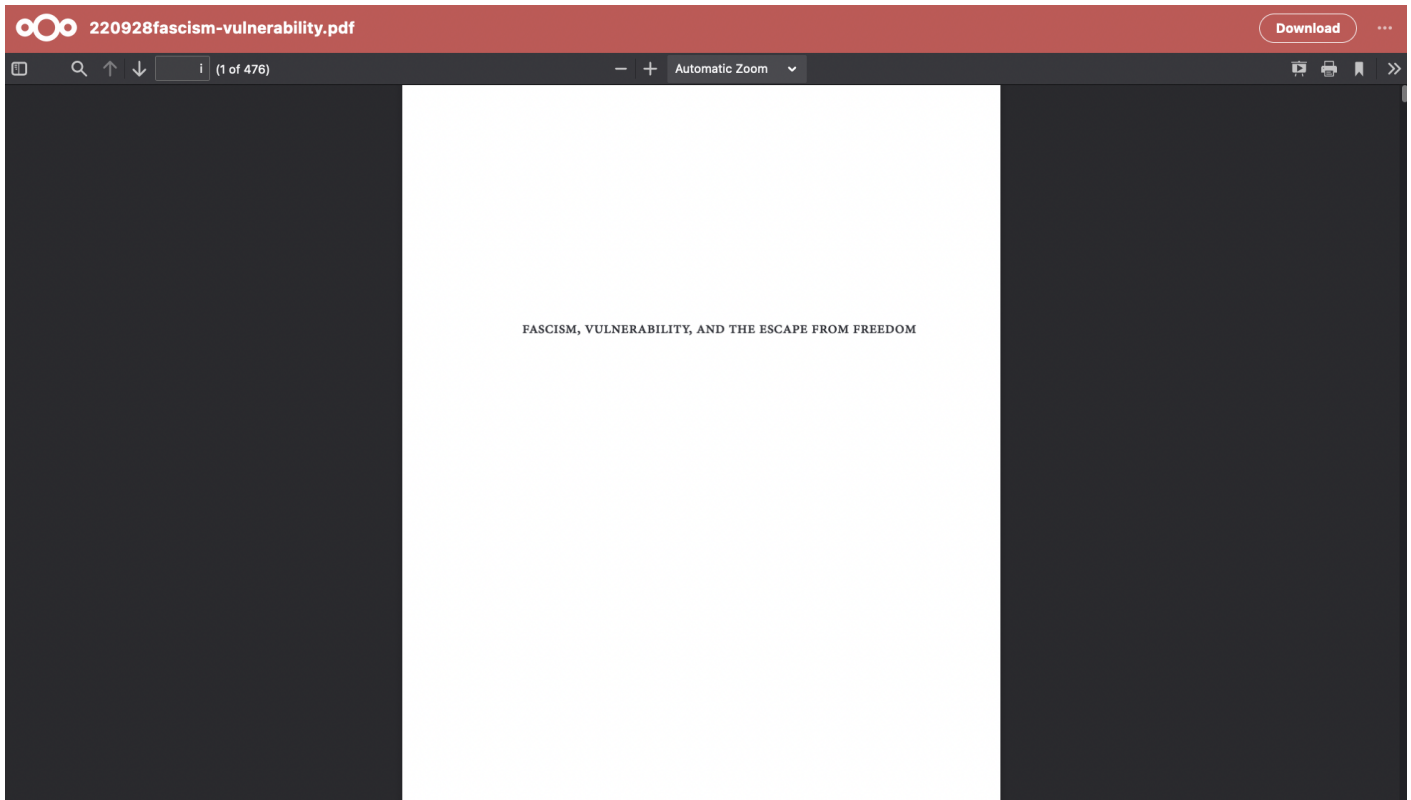 220928fascism-vulnerability.pdf
Download
i (1 of 476)
Automatic Zoom
FASCISM, VULNERABILITY, AND THE ESCAPE FROM FREEDOM